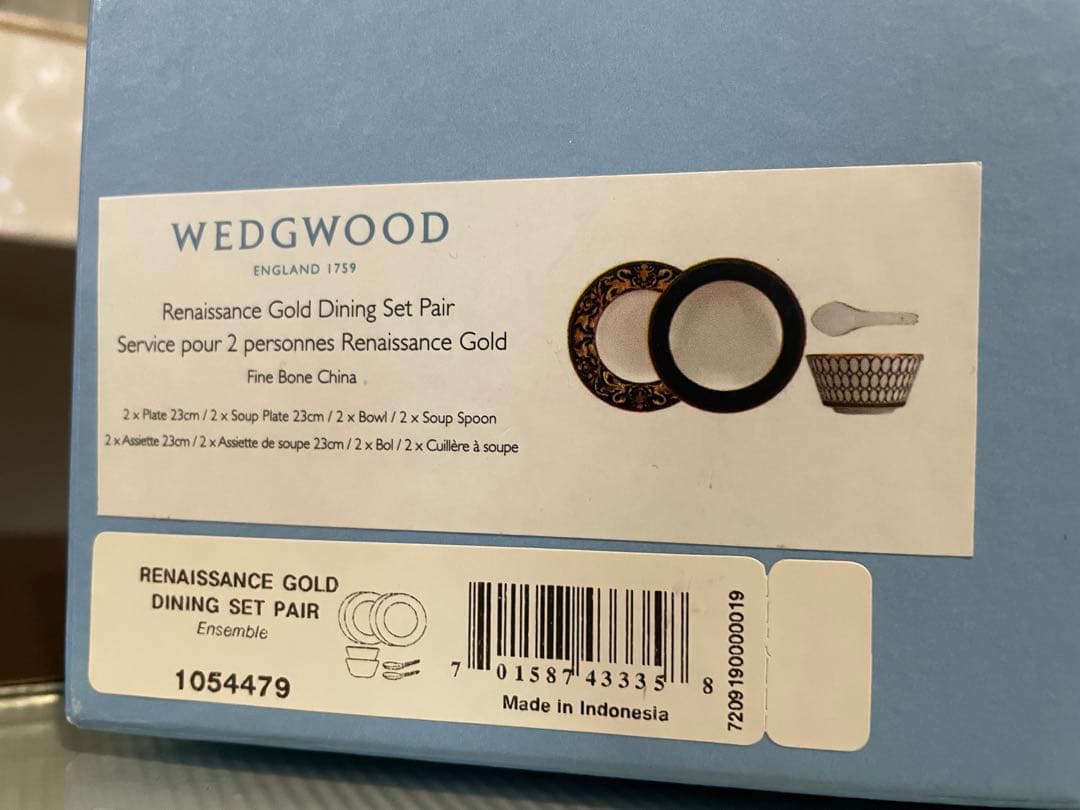 WEDGWOOD
ENGLAND 1759
Renaissance Gold Dining Set Pair
Service pour 2 personnes Renaissance Gold
Fine Bone China
2 x Plate 23cm / 2 x Soup Plate 23cm / 2 x Bowl / 2 x Soup Spoon
2 x Assiette 23cm / 2 x Assiette de soupe 23cm / 2 x Bol / 2 x Cuillère à soupe
RENAISSANCE GOLD
DINING SET PAIR
Ensemble
1054479
7 01587 43335 8
Made in Indonesia
7209190000019